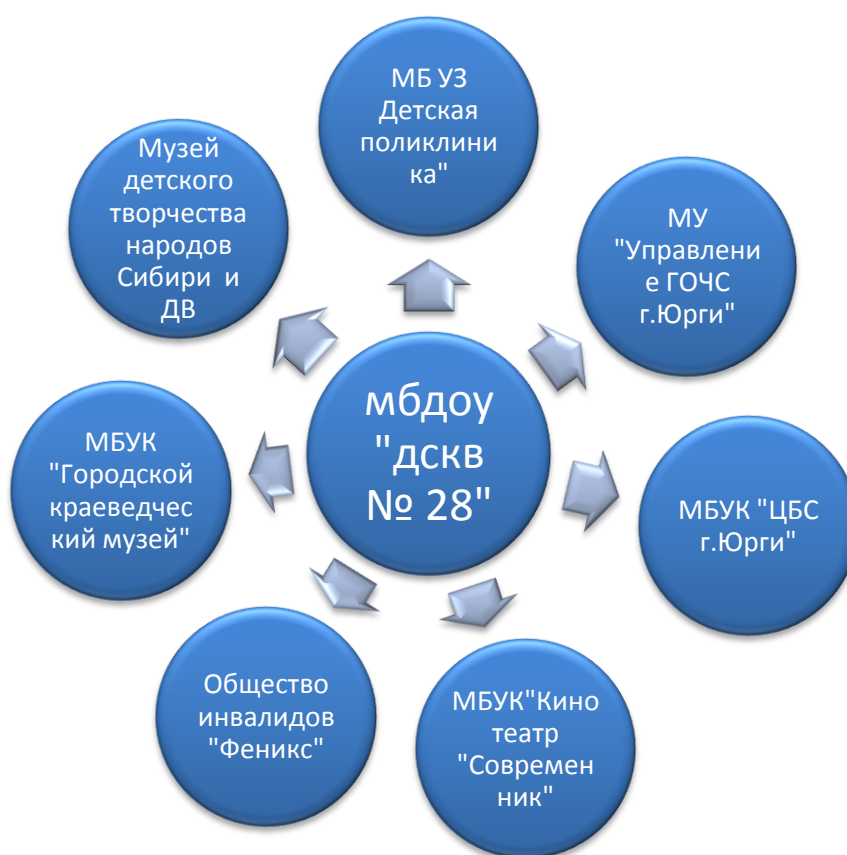 МБ УЗ
Детская
поликлини
ка"
Музей
детского
творчества
народов
Сибири и
ДВ
МУ
"Управлени
е ГОЧС
г.Юрги"
мбдоу
"дскв
№ 28"
МБУК
"Городской
краеведчес
кий музей"
МБУК "ЦБС
г.Юрги"
Общество
инвалидов
"Феникс"
МБУК"Кино
театр
"Современ
ник"